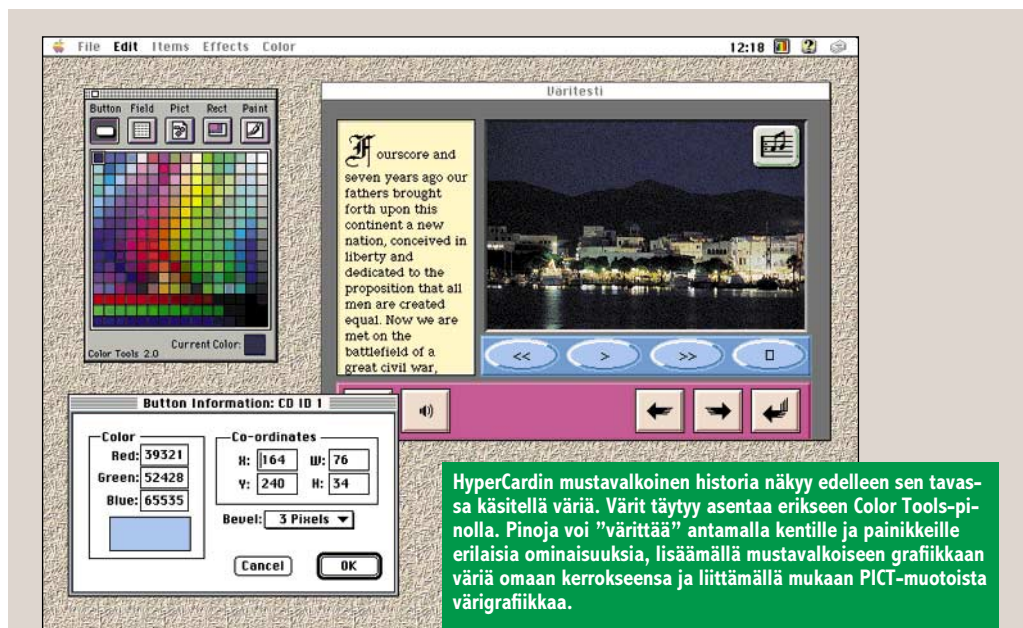 File Edit Items Effects Color 12:18
Button Field Pict Rect Paint
Color Tools 2.0 Current Color:
Väritesti
Fourscore and
seven years ago our
fathers brought
forth upon this
continent a new
nation, conceived in
liberty and
dedicated to the
proposition that all
men are created
equal. Now we are
met on the
battlefield of a
great civil war,
<< > >>
Button Information: CD ID 1
Color
Red: 39321
Green: 52428
Blue: 65535
Co-ordinates
X: 164 W: 76
Y: 240 H: 34
Bevel: 3 Pixels
Cancel OK
HyperCardin mustavalkoinen historia näkyy edelleen sen tavas-
sa käsitellä väriä. Värit täytyy asentaa erikseen Color Tools-pi-
nolla. Pinoja voi ”värittää” antamalla kentille ja painikkeille
erilaisia ominaisuuksia, lisäämällä mustavalkoiseen grafiikkaan
väriä omaan kerrokseensa ja liittämällä mukaan PICT-muotoista
värigrafiikkaa.